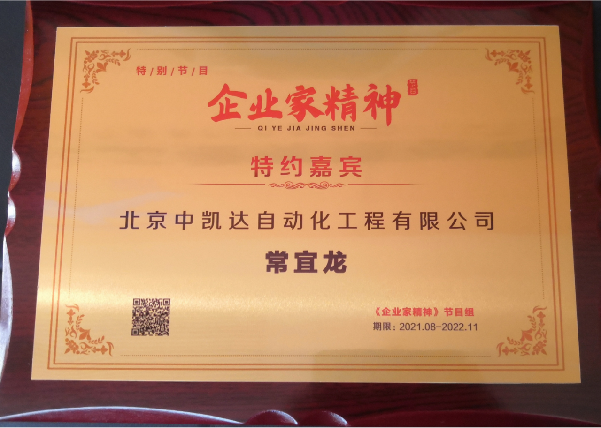 特/别/节/目
企业家精神
QI YE JIA JING SHEN
特约嘉宾
北京中凯达自动化工程有限公司
常宜龙
《企业家精神》节目组
期限：2021.08-2022.11